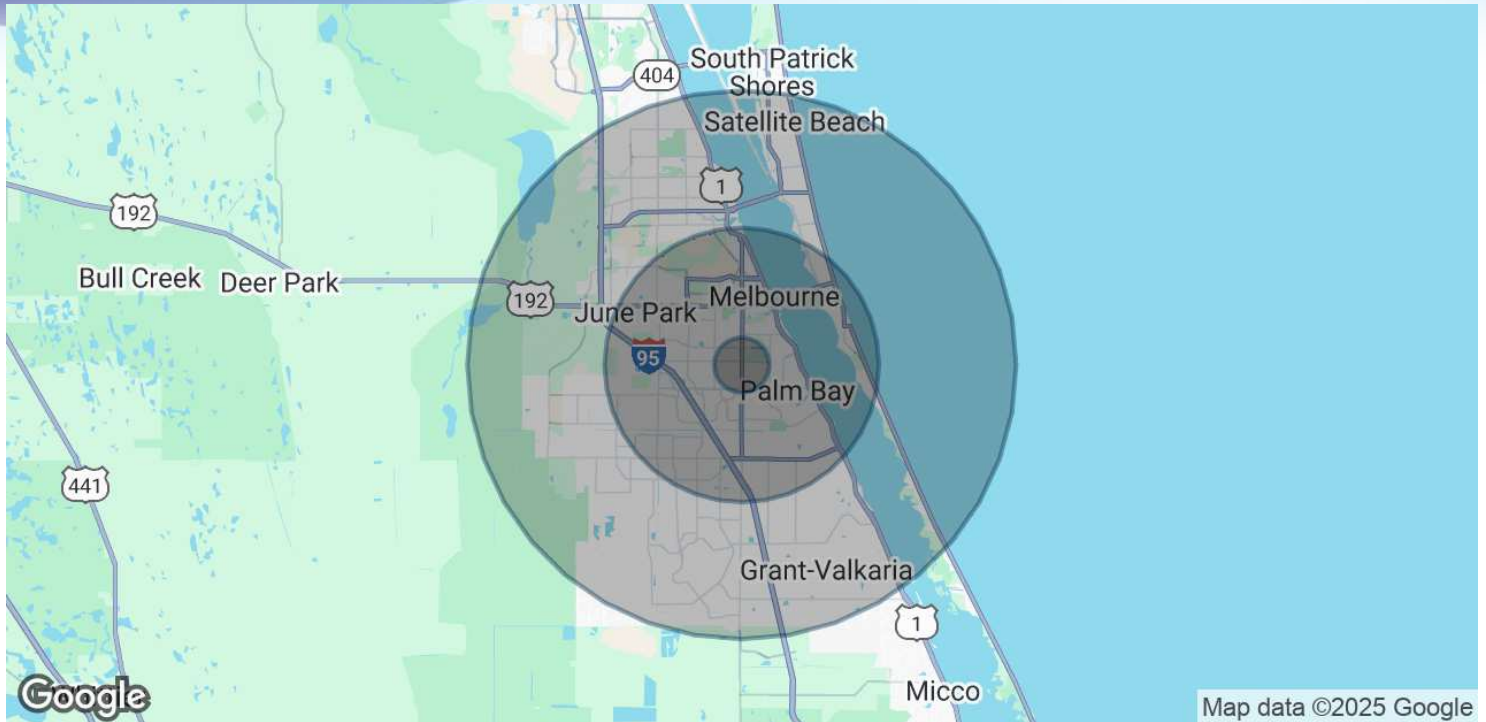 South Patrick
Shores
404
Satellite Beach
1
192
Bull Creek
Deer Park
192
Melbourne
June Park
95
Palm Bay
441
Grant-Valkaria
1
Micco
Google
Map data ©2025 Google